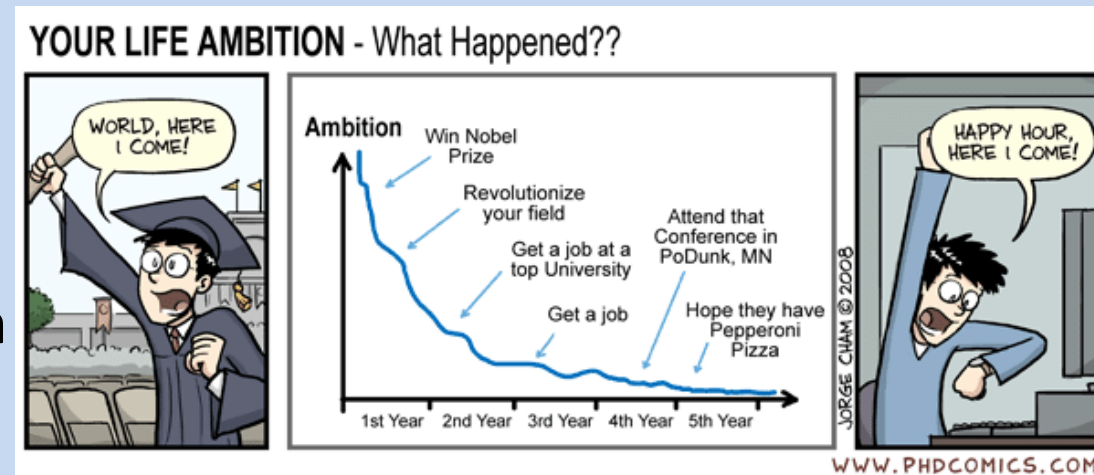 YOUR LIFE AMBITION - What Happened??
WORLD, HERE
I COME!
Ambition
Win Nobel
Prize
Revolutionize
your field
Get a job at a
top University
Get a job
Attend that
Conference in
PoDunk, MN
Hope they have
Pepperoni
Pizza
1st Year 2nd Year 3rd Year 4th Year 5th Year
JORGE CHAM © 2008
HAPPY HOUR,
HERE I COME!
WWW.PHDCOMICS.COM